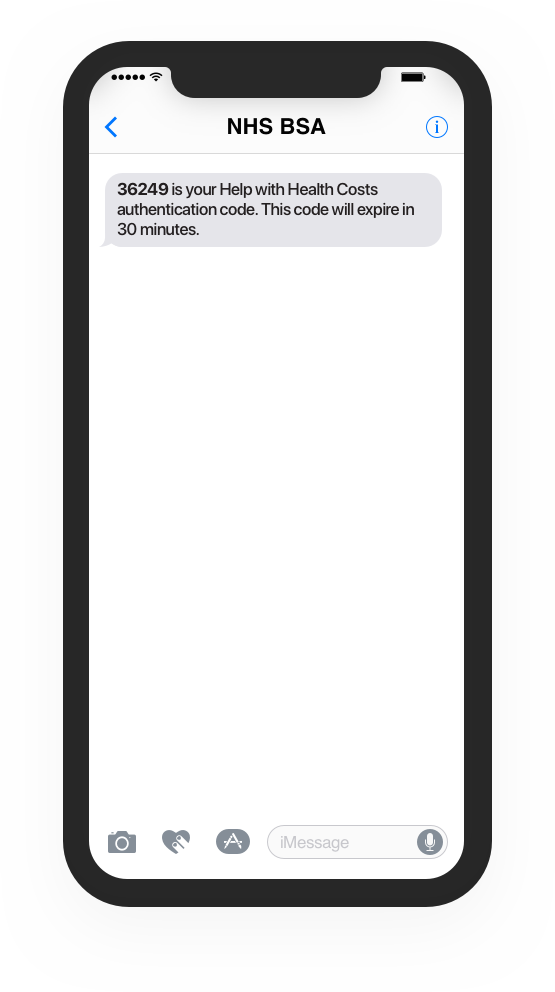 NHS BSA
36249 is your Help with Health Costs
authentication code. This code will expire in
30 minutes.
iMessage